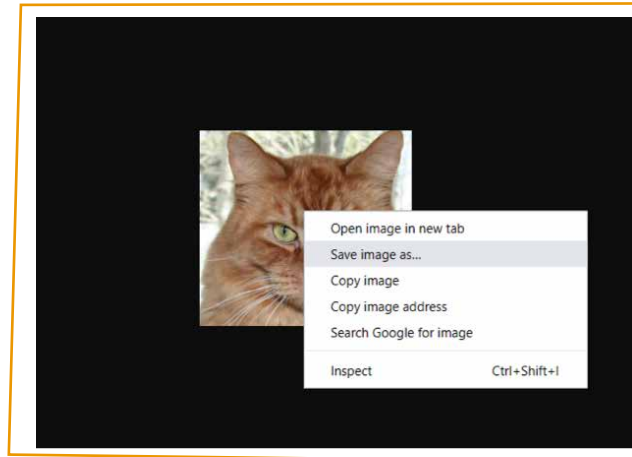 Open image in new tab
Save image as...
Copy image
Copy image address
Search Google for image
Inspect Ctrl+Shift+I